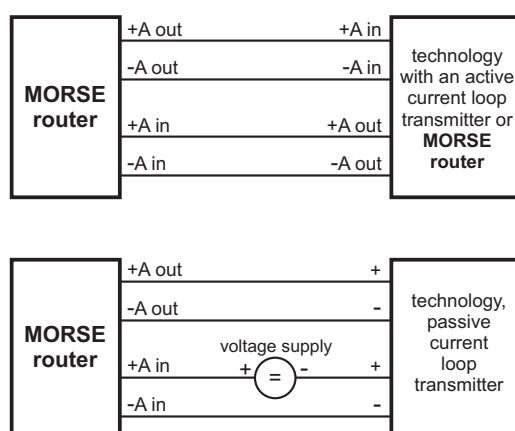 +A out
+A in
-A out
-A in
MORSE
router
+A in
+A out
-A in
-A out
technology
with an active
current loop
transmitter or
MORSE
router
+A out
+
-A out
-
MORSE
router
voltage supply
+A in
+
=
-
+
-A in
-
technology,
passive
current
loop
transmitter